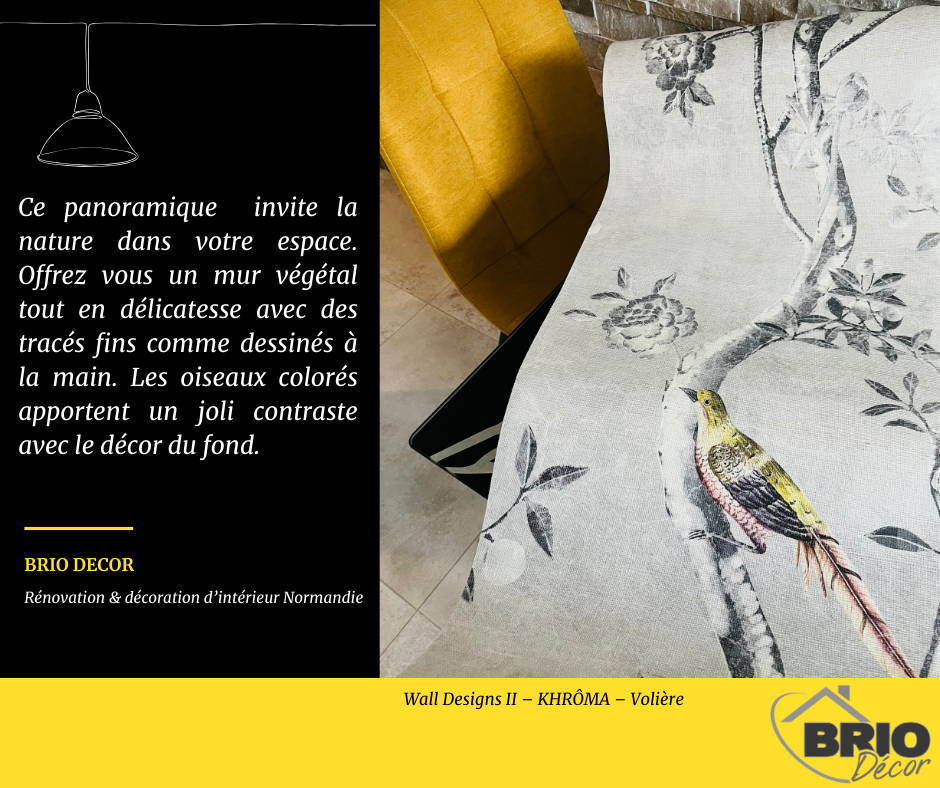 Ce panoramique invite la
nature dans votre espace.
Offrez vous un mur végétal
tout en délicatesse avec des
tracés fins comme dessinés à
la main. Les oiseaux colorés
apportent un joli contraste
avec le décor du fond.
BRIO DECOR
Rénovation & décoration d'intérieur Normandie
Wall Designs II – KHRÔMA – Volière
BRIO
Décor